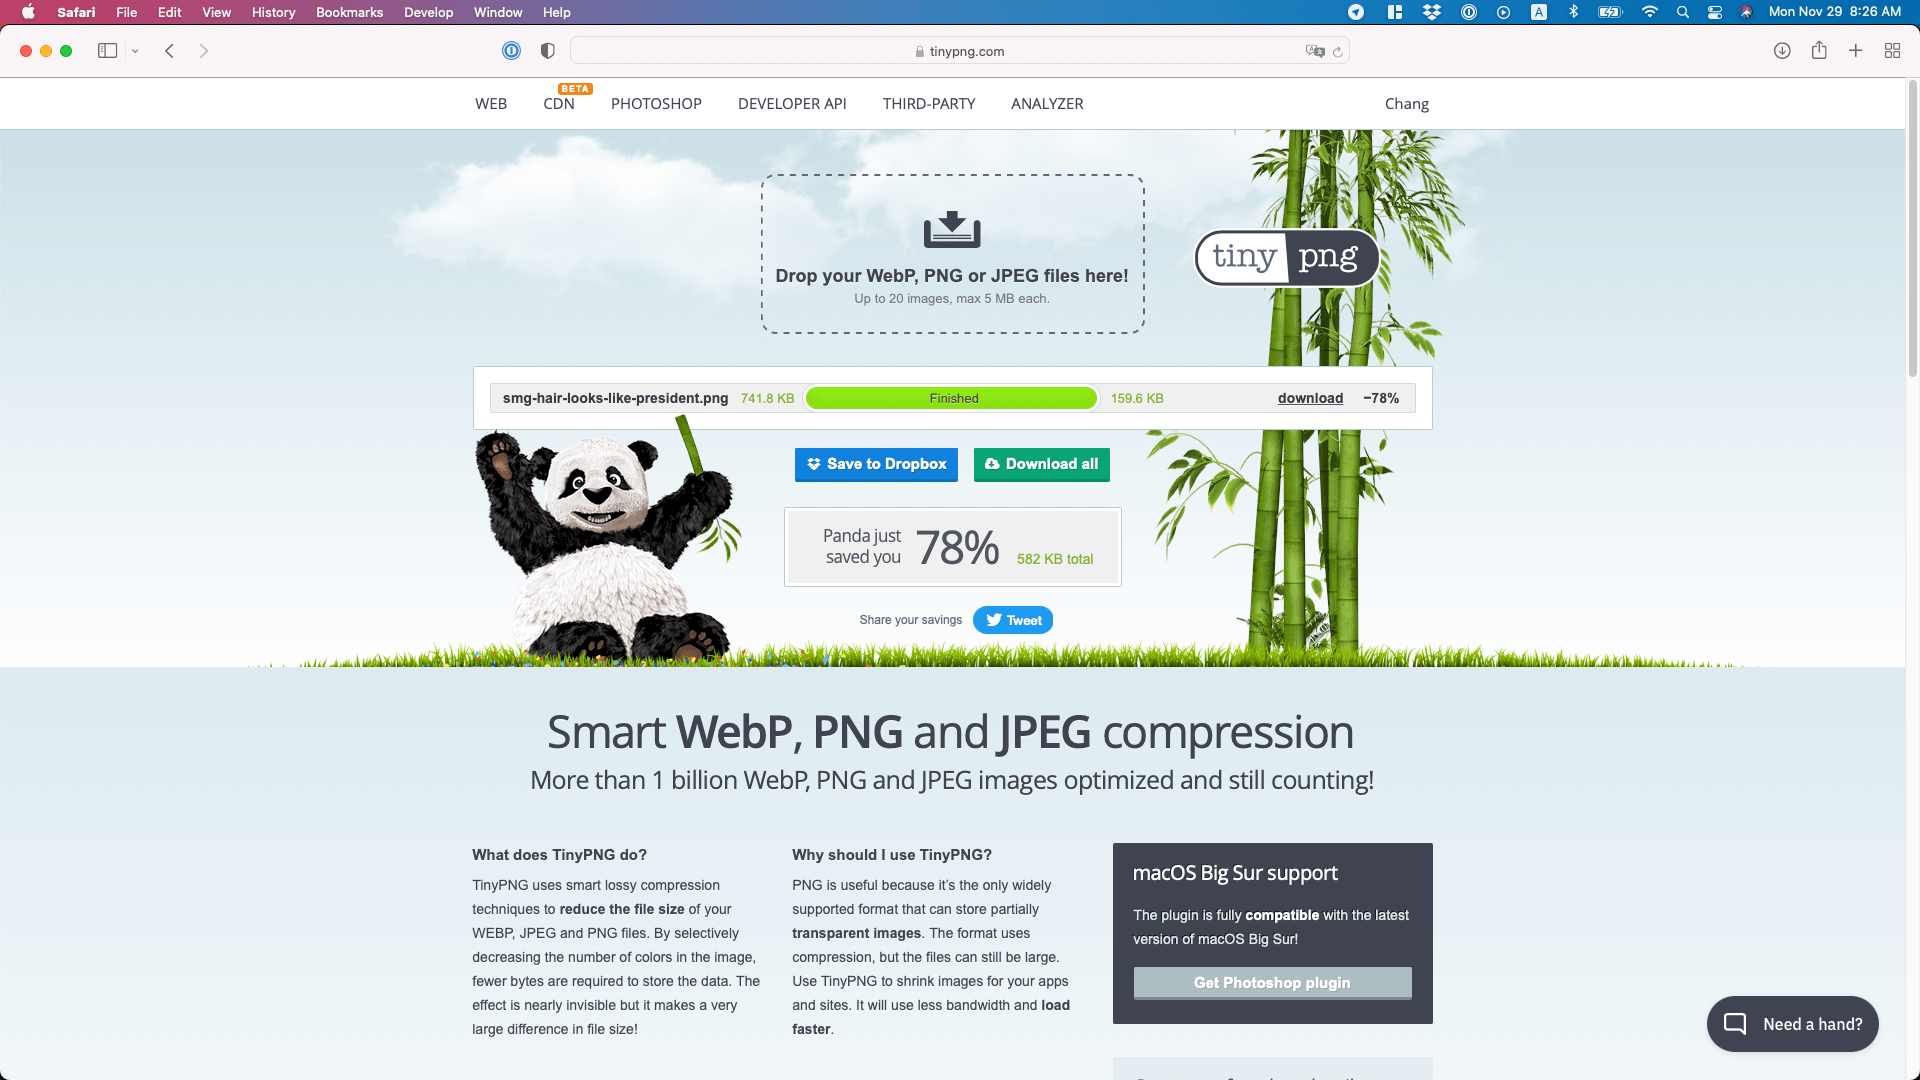 Safari File Edit View History Bookmarks Develop Window Help
A
Mon Nov 29 8:26 AM
tinypng.com
WEB CDN BETA PHOTOSHOP DEVELOPER API THIRD-PARTY ANALYZER Chang
Drop your WebP, PNG or JPEG files here!
Up to 20 images, max 5 MB each.
tiny png
smg-hair-looks-like-president.png 741.8 KB Finished 159.6 KB download −78%
Save to Dropbox Download all
Panda just
saved you
78% 582 KB total
Share your savings Tweet
Smart WebP, PNG and JPEG compression
More than 1 billion WebP, PNG and JPEG images optimized and still counting!
What does TinyPNG do?
TinyPNG uses smart lossy compression
techniques to reduce the file size of your
WEBP, JPEG and PNG files. By selectively
decreasing the number of colors in the image,
fewer bytes are required to store the data. The
effect is nearly invisible but it makes a very
large difference in file size!
Why should I use TinyPNG?
PNG is useful because it's the only widely
supported format that can store partially
transparent images. The format uses
compression, but the files can still be large.
Use TinyPNG to shrink images for your apps
and sites. It will use less bandwidth and load
faster.
macOS Big Sur support
The plugin is fully compatible with the latest
version of macOS Big Sur!
Get Photoshop plugin
Need a hand?